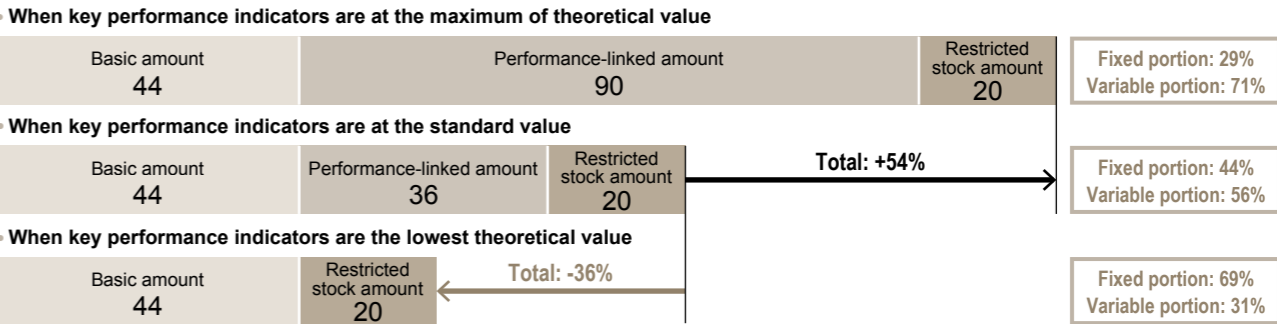 • When key performance indicators are at the maximum of theoretical value
Basic amount
44
Performance-linked amount
90
Restricted
stock amount
20
Fixed portion: 29%
Variable portion: 71%
• When key performance indicators are at the standard value
Basic amount
44
Performance-linked amount
36
Restricted
stock amount
20
Total: +54%
Fixed portion: 44%
Variable portion: 56%
• When key performance indicators are the lowest theoretical value
Basic amount
44
Restricted
stock amount
20
Total: -36%
Fixed portion: 69%
Variable portion: 31%